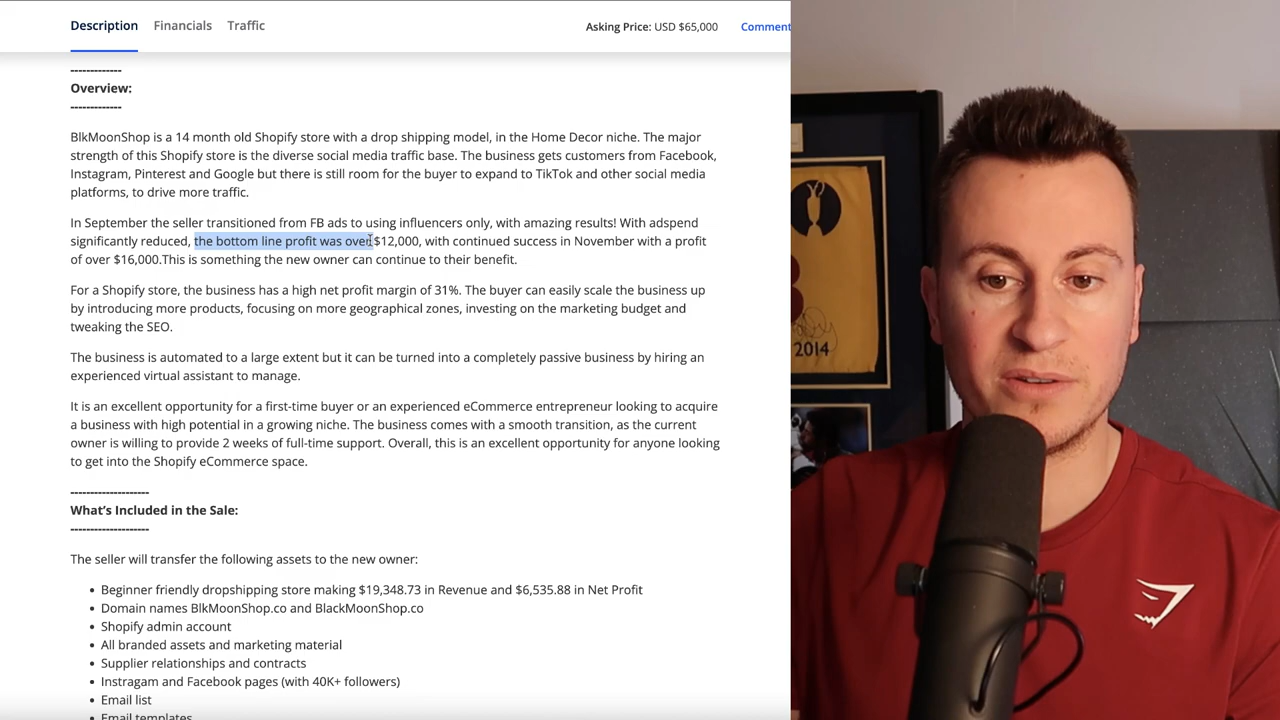 Description
Financials
Traffic
Asking Price: USD $65,000
Comment
-------------
Overview:
-------------
BlkMoonShop is a 14 month old Shopify store with a drop shipping model, in the Home Decor niche. The major
strength of this Shopify store is the diverse social media traffic base. The business gets customers from Facebook,
Instagram, Pinterest and Google but there is still room for the buyer to expand to TikTok and other social media
platforms, to drive more traffic.
In September the seller transitioned from FB ads to using influencers only, with amazing results! With adspend
significantly reduced, the bottom line profit was over $12,000, with continued success in November with a profit
of over $16,000.This is something the new owner can continue to their benefit.
For a Shopify store, the business has a high net profit margin of 31%. The buyer can easily scale the business up
by introducing more products, focusing on more geographical zones, investing on the marketing budget and
tweaking the SEO.
The business is automated to a large extent but it can be turned into a completely passive business by hiring an
experienced virtual assistant to manage.
It is an excellent opportunity for a first-time buyer or an experienced eCommerce entrepreneur looking to acquire
a business with high potential in a growing niche. The business comes with a smooth transition, as the current
owner is willing to provide 2 weeks of full-time support. Overall, this is an excellent opportunity for anyone looking
to get into the Shopify eCommerce space.
--------------------
What's Included in the Sale:
--------------------
The seller will transfer the following assets to the new owner:
• Beginner friendly dropshipping store making $19,348.73 in Revenue and $6,535.88 in Net Profit
• Domain names BlkMoonShop.co and BlackMoonShop.co
• Shopify admin account
• All branded assets and marketing material
• Supplier relationships and contracts
• Instragam and Facebook pages (with 40K+ followers)
• Email list
• Email templates
2014